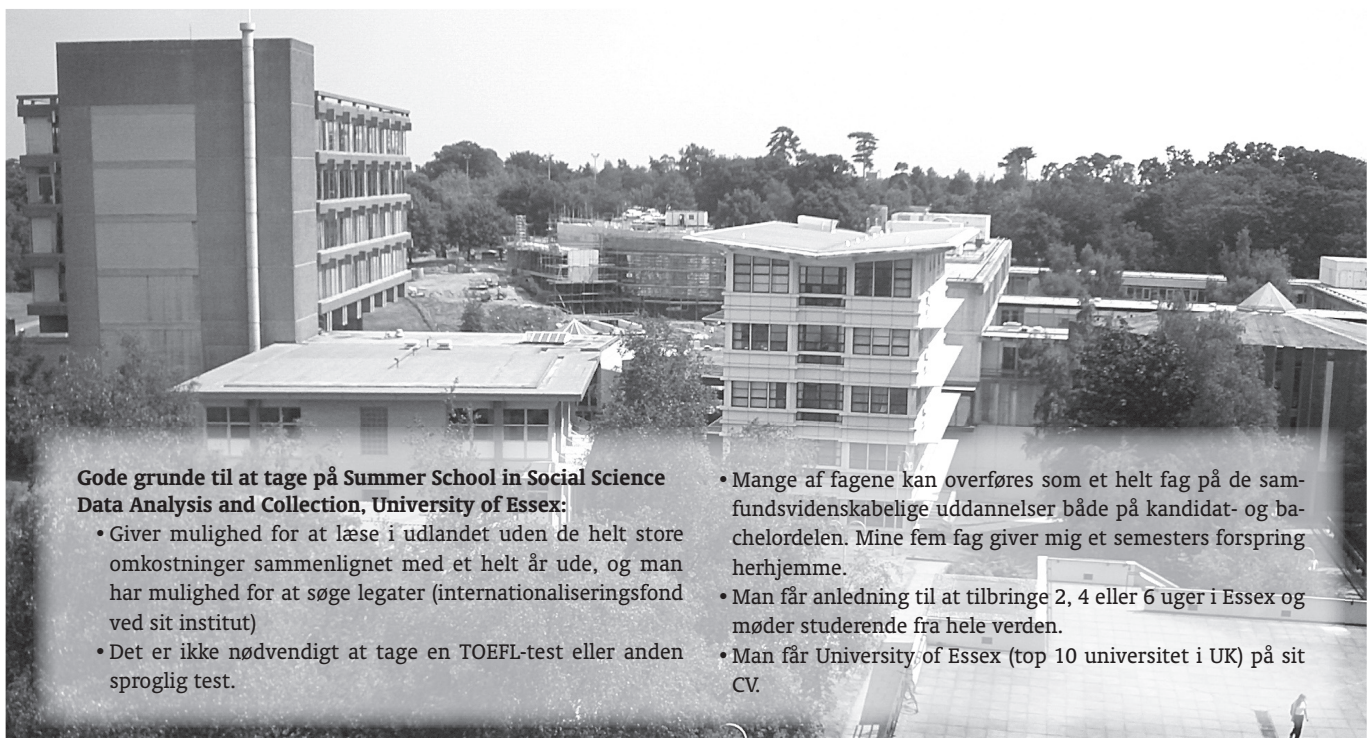 Gode grunde til at tage på Summer School in Social Science
Data Analysis and Collection, University of Essex:
• Giver mulighed for at læse i udlandet uden de helt store
omkostninger sammenlignet med et helt år ude, og man
har mulighed for at søge legater (internationaliseringsfond
ved sit institut)
• Det er ikke nødvendigt at tage en TOEFL-test eller anden
sproglig test.
• Mange af fagene kan overføres som et helt fag på de sam-
fundsvidenskabelige uddannelser både på kandidat- og ba-
chelordelen. Mine fem fag giver mig et semesters forspring
herhjemme.
• Man får anledning til at tilbringe 2, 4 eller 6 uger i Essex og
møder studerende fra hele verden.
• Man får University of Essex (top 10 universitet i UK) på sit
CV.